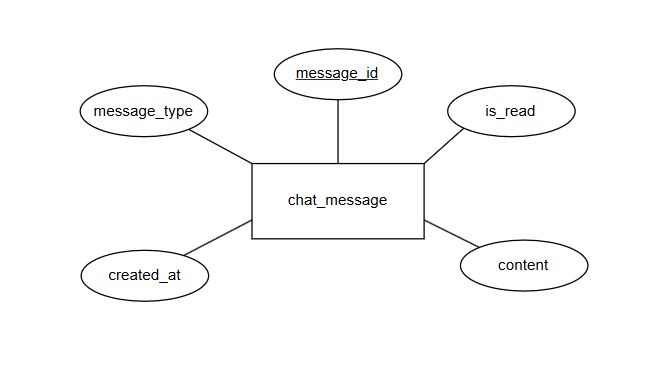 message_id
message_type
is_read
chat_message
content
created_at